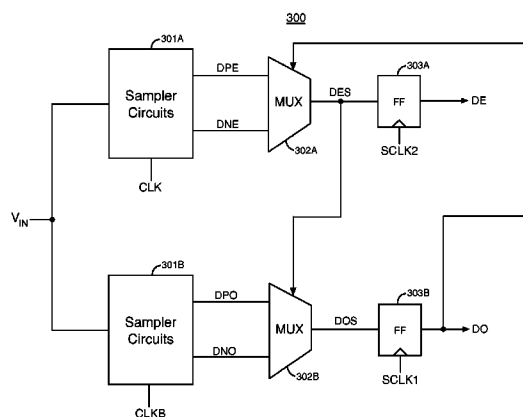 300
301A
Sampler
Circuits
DPE
DNE
CLK
MUX
302A
DES
303A
FF
SCLK2
DE
VIN
301B
Sampler
Circuits
DPO
DNO
CLKB
MUX
302B
DOS
303B
FF
SCLK1
DO